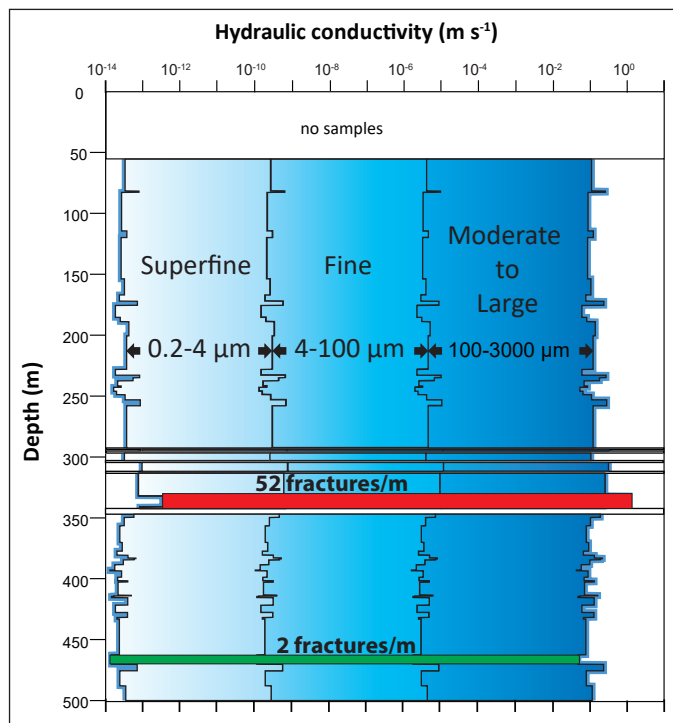 Hydraulic conductivity (m s⁻¹)
10⁻¹⁴ 10⁻¹² 10⁻¹⁰ 10⁻⁸ 10⁻⁶ 10⁻⁴ 10⁻² 10⁰
0
no samples
50
100
Moderate
150
Superfine Fine to
Large
200
0.2-4 µm 4-100 µm 100-3000 µm
250
Depth (m)
300
52 fractures/m
350
400
450
2 fractures/m
500